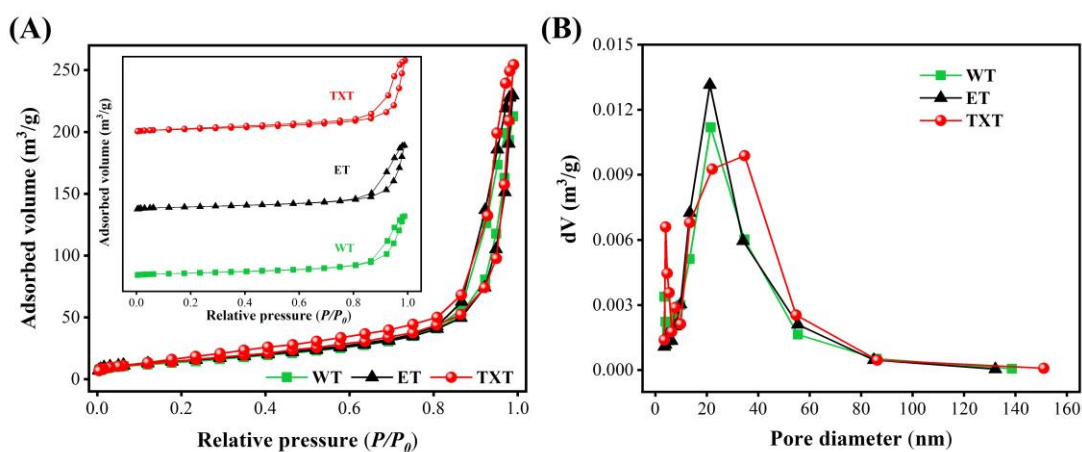 (A)
Adsorbed volume (m³/g)
250
200
150
100
50
0
0.0 0.2 0.4 0.6 0.8 1.0
Relative pressure (P/P₀)
WT ET TXT
Adsorbed volume (m³/g)
TXT
ET
WT
0.0 0.2 0.4 0.6 0.8 1.0
Relative pressure (P/P₀)
(B)
dV (m³/g)
0.015
0.012
0.009
0.006
0.003
0.000
0 20 40 60 80 100 120 140 160
Pore diameter (nm)
WT
ET
TXT